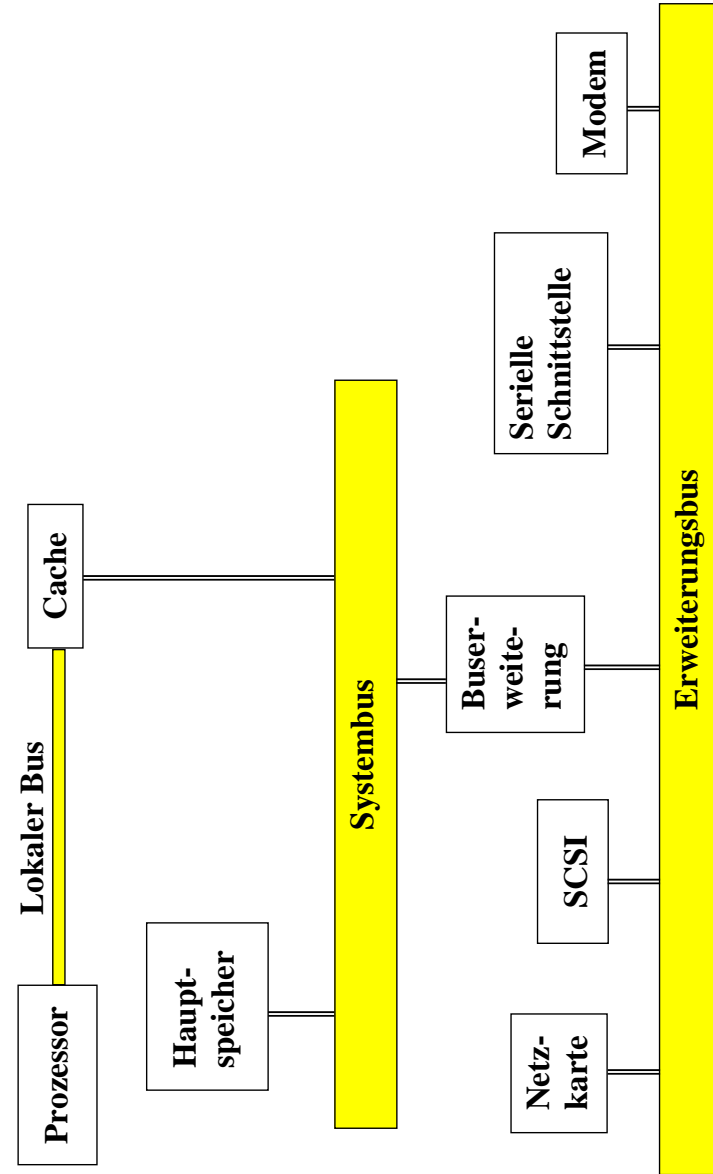 Prozessor
Lokaler Bus
Cache
Haupt-
speicher
Systembus
Buser-
weite-
rung
Netz-
karte
SCSI
Serielle
Schnittstelle
Modem
Erweiterungsbus